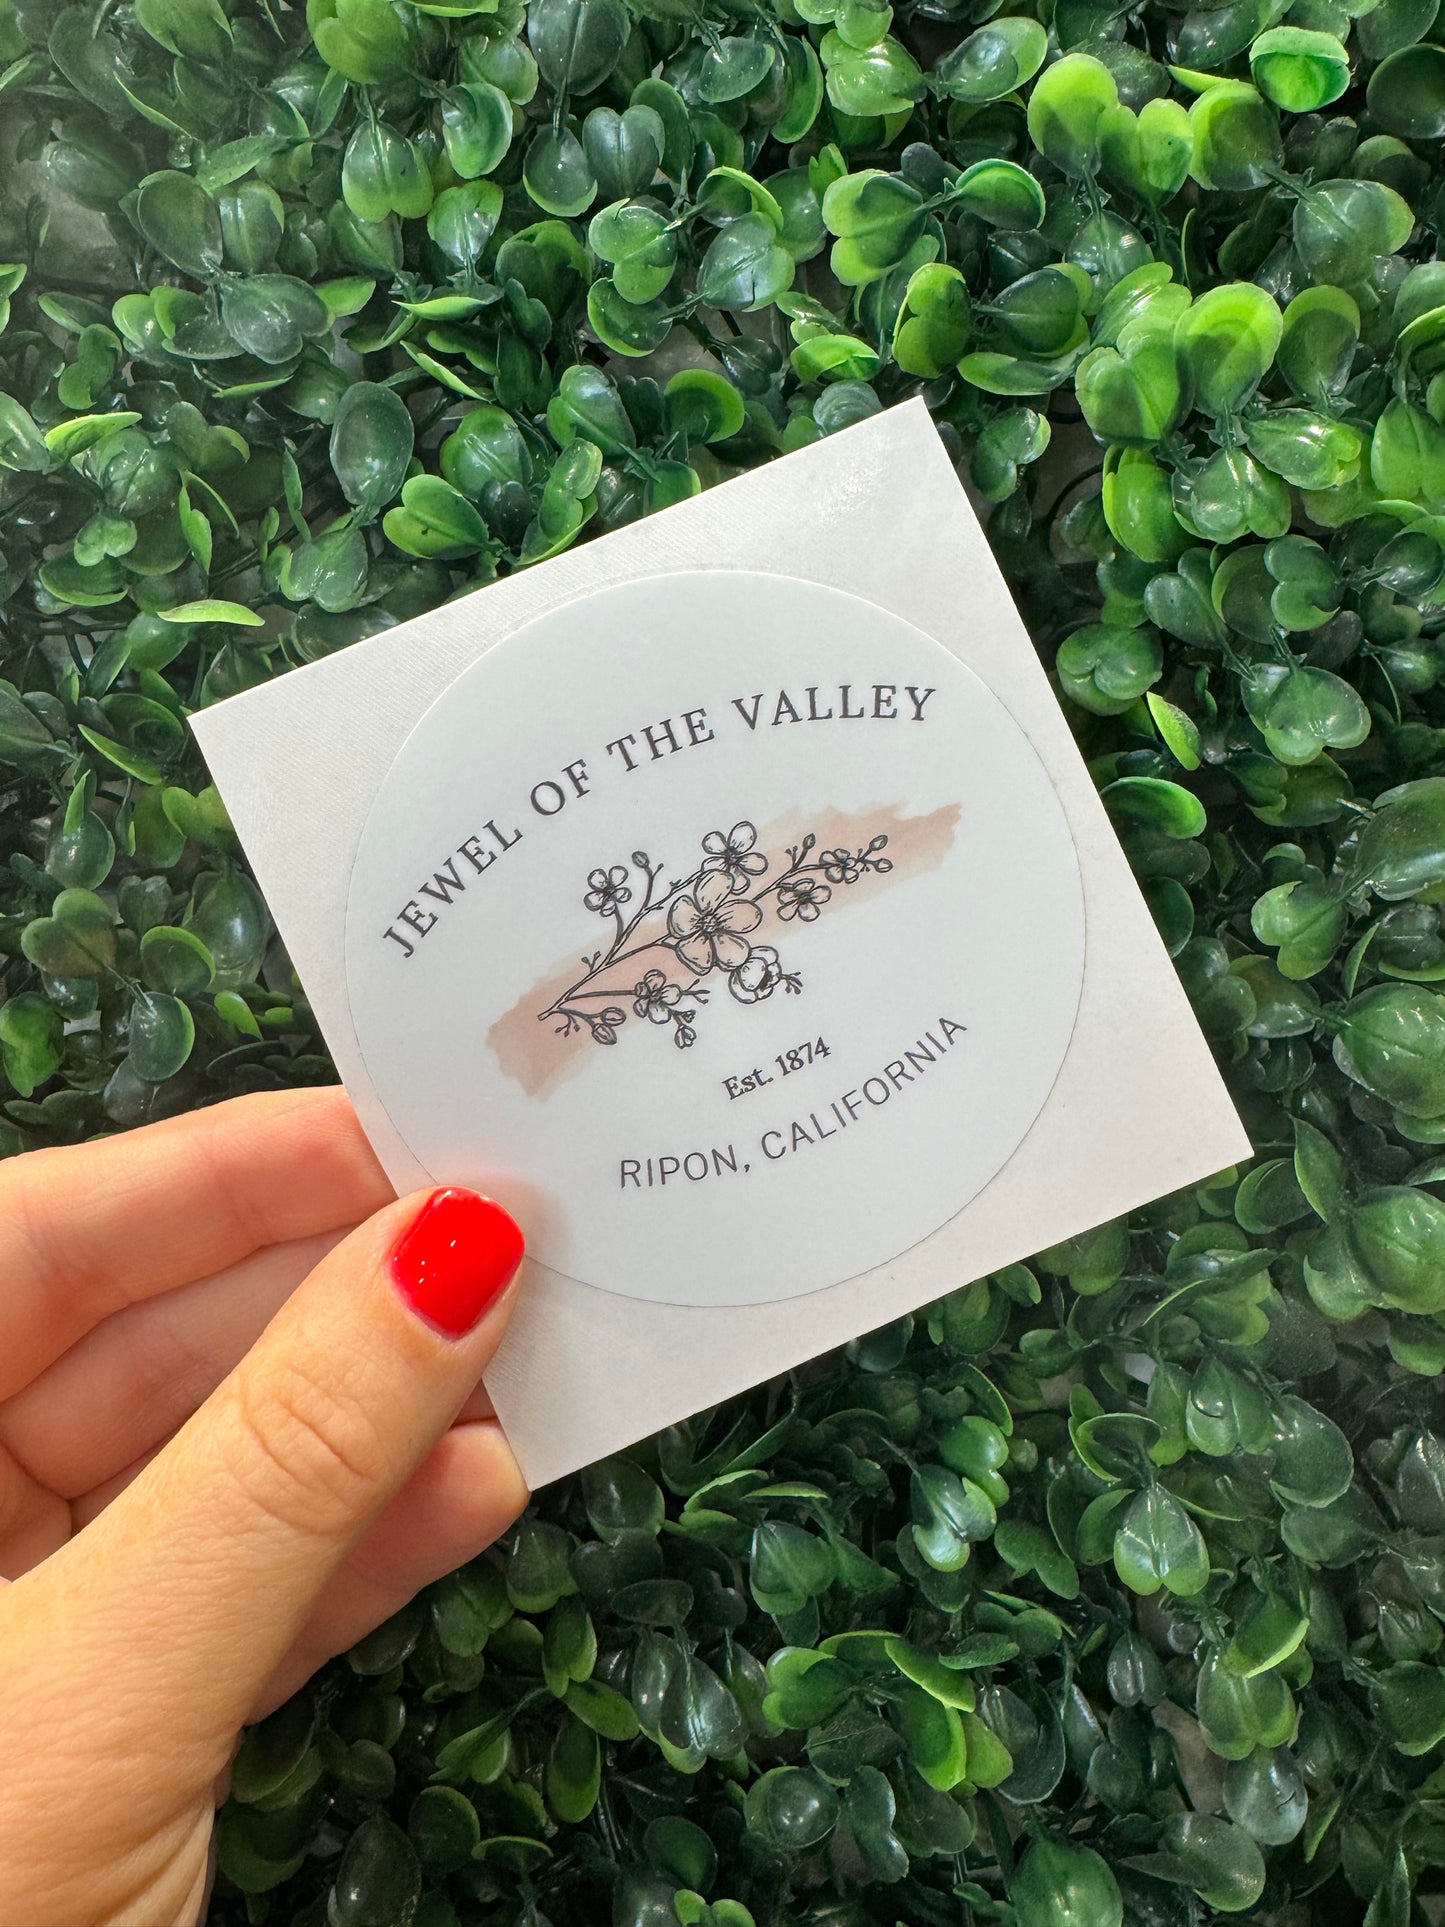 JEWEL OF THE VALLEY
Est. 1874
RIPON, CALIFORNIA